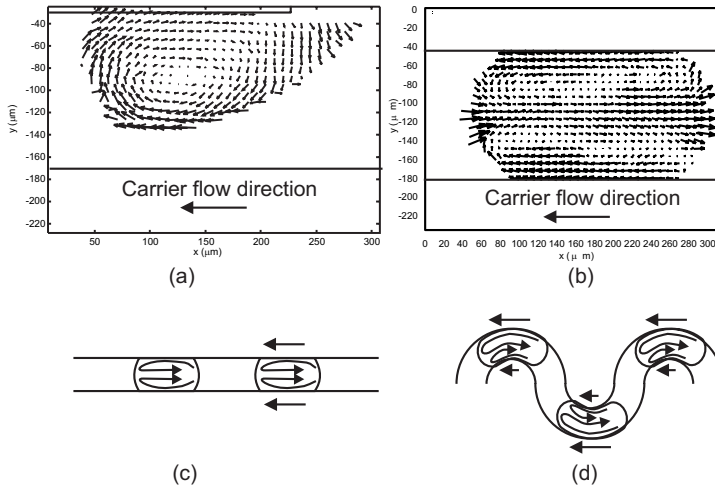 -40
-60
-80
-100
-120
-140
-160
-180
-200
-220
y (μm)
50 100 150 200 250 300
x (μm)
Carrier flow direction
(a)
0
-20
-40
-60
-80
-100
-120
-140
-160
-180
-200
-220
y (μ m)
0 20 40 60 80 100 120 140 160 180 200 220 240 260 280 300
x (μ m)
Carrier flow direction
(b)
(c)
(d)